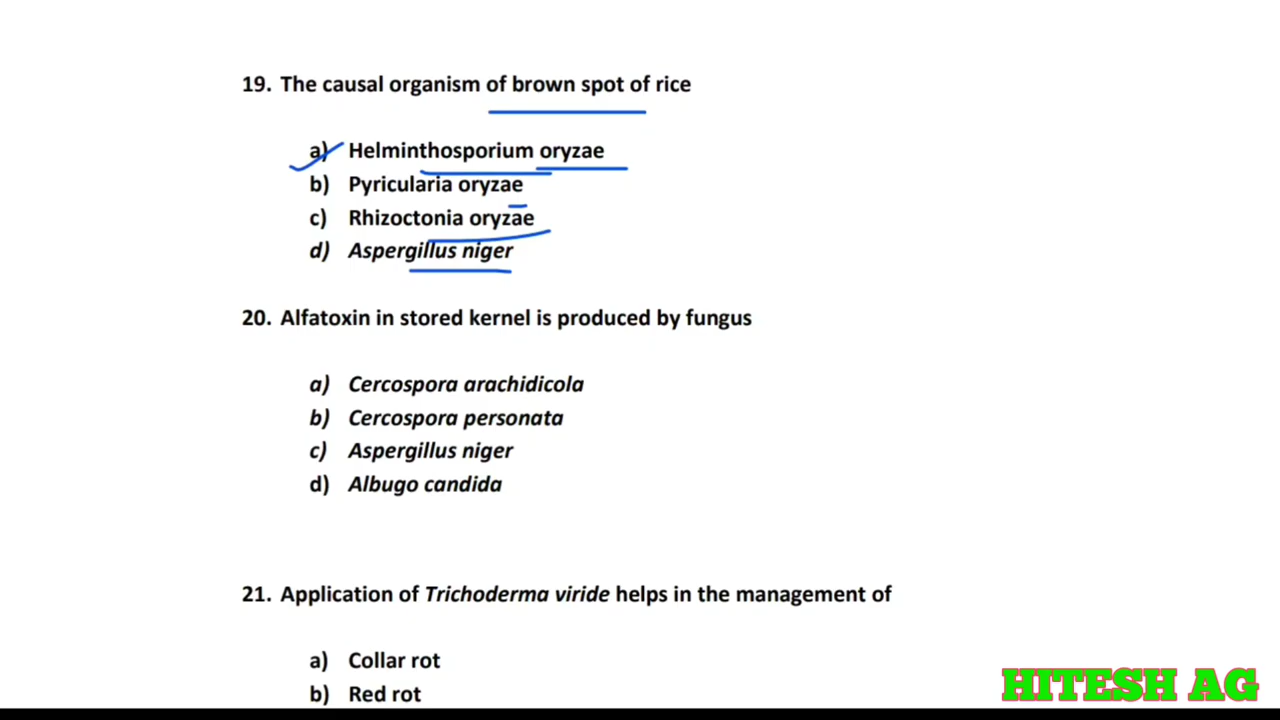 19. The causal organism of brown spot of rice
a) Helminthosporium oryzae
b) Pyricularia oryzae
c) Rhizoctonia oryzae
d) Aspergillus niger
20. Alfatoxin in stored kernel is produced by fungus
a) Cercospora arachidicola
b) Cercospora personata
c) Aspergillus niger
d) Albugo candida
21. Application of Trichoderma viride helps in the management of
a) Collar rot
b) Red rot
HITESH AG